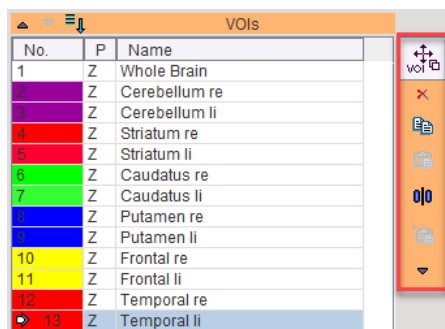 VOIs
No. P Name
1 Z Whole Brain
2 Z Cerebellum re
3 Z Cerebellum li
4 Z Striatum re
5 Z Striatum li
6 Z Caudatus re
7 Z Caudatus li
8 Z Putamen re
9 Z Putamen li
10 Z Frontal re
11 Z Frontal li
12 Z Temporal re
13 Z Temporal li
VOI